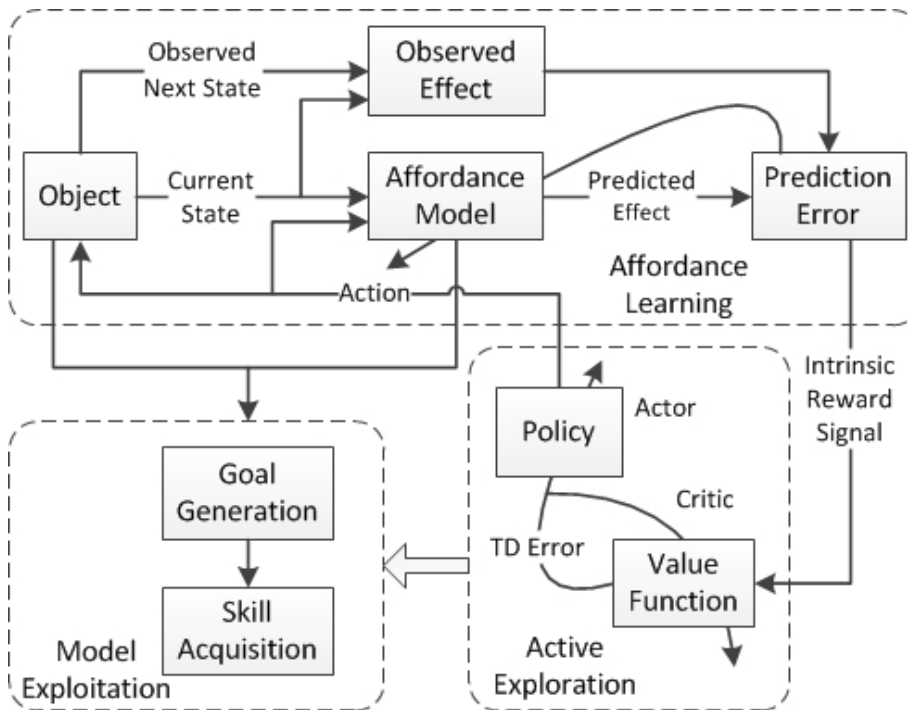 Observed
Next State
Observed
Effect
Object
Current
State
Affordance
Model
Predicted
Effect
Prediction
Error
Action
Affordance
Learning
Intrinsic
Reward
Signal
Policy
Actor
Goal
Generation
Critic
TD Error
Value
Function
Skill
Acquisition
Model
Exploitation
Active
Exploration